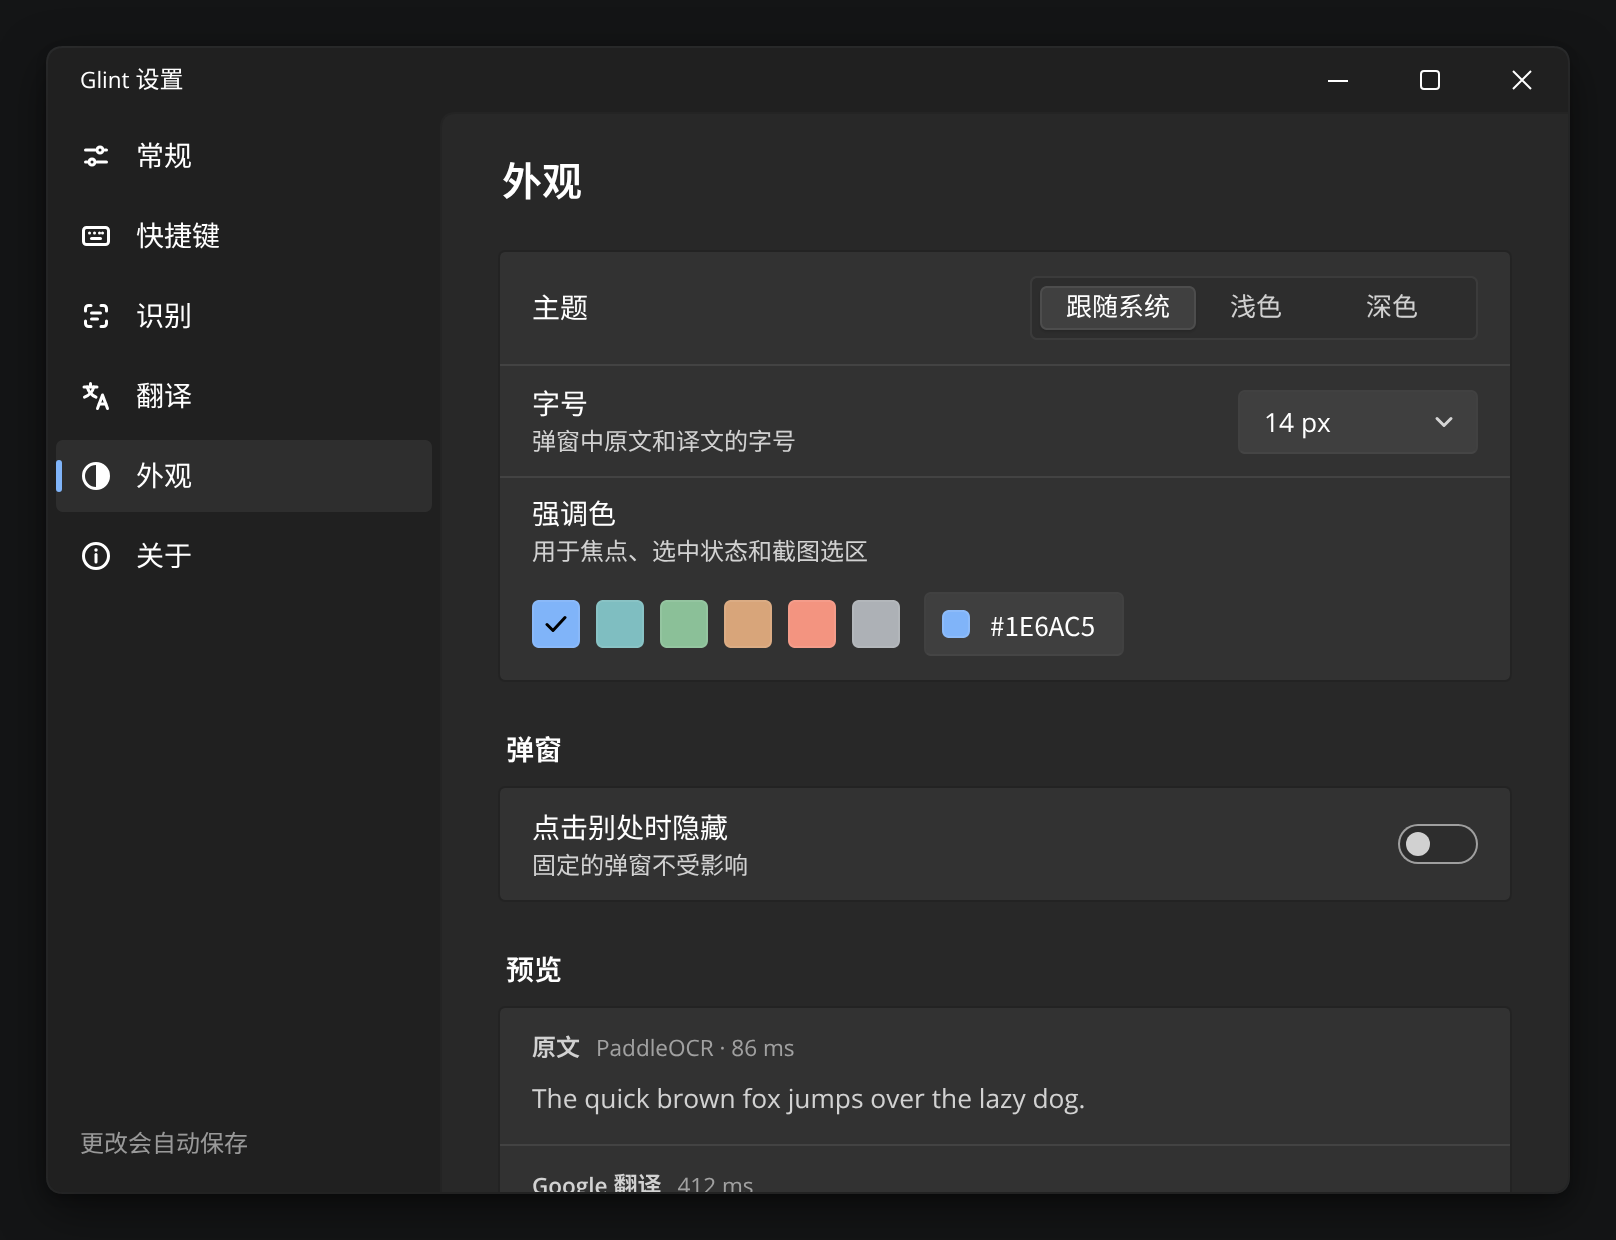 Glint 设置
常规
快捷键
识别
翻译
外观
关于
更改会自动保存
外观
主题
跟随系统 浅色 深色
字号
弹窗中原文和译文的字号
14 px
强调色
用于焦点、选中状态和截图选区
#1E6AC5
弹窗
点击别处时隐藏
固定的弹窗不受影响
预览
原文 PaddleOCR · 86 ms
The quick brown fox jumps over the lazy dog.
Google 翻译 412 ms